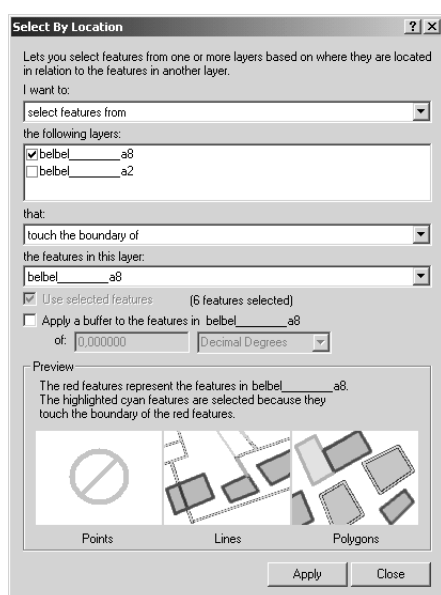 Select By Location
Lets you select features from one or more layers based on where they are located
in relation to the features in another layer.
I want to:
select features from
the following layers:
belbel________a8
belbel________a2
that:
touch the boundary of
the features in this layer:
belbel________a8
Use selected features (6 features selected)
Apply a buffer to the features in belbel________a8
of: 0,000000 Decimal Degrees
Preview
The red features represent the features in belbel________a8.
The highlighted cyan features are selected because they
touch the boundary of the red features.
Points Lines Polygons
Apply Close